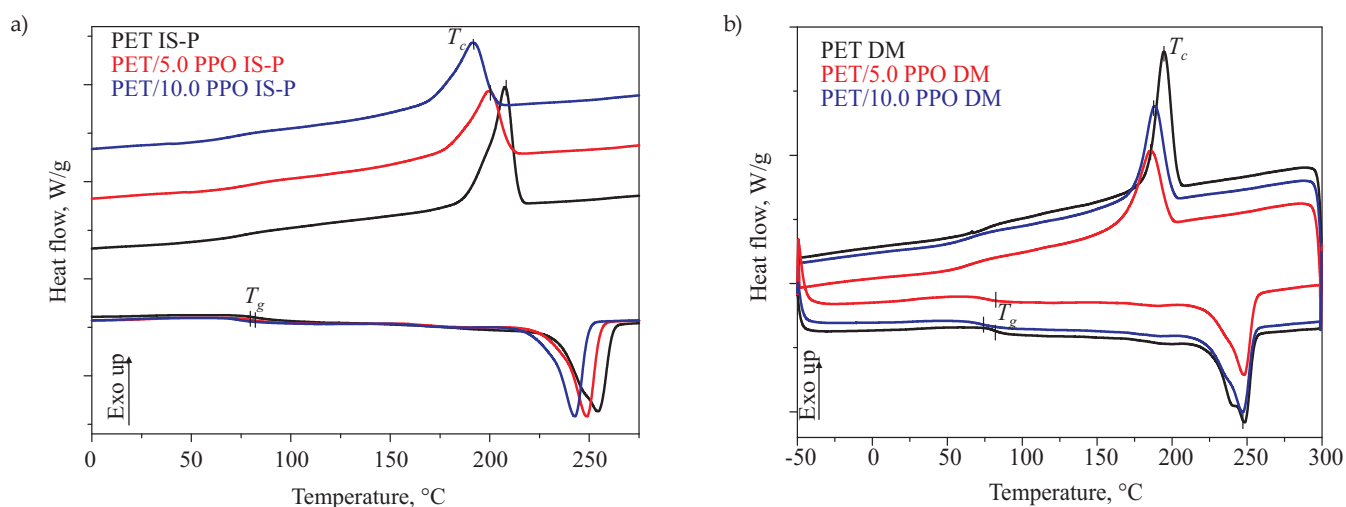 a)
PET IS-P
PET/5.0 PPO IS-P
PET/10.0 PPO IS-P
Tc
Tg
Heat flow, W/g
Exo up
0 50 100 150 200 250
Temperature, °C
b)
PET DM
PET/5.0 PPO DM
PET/10.0 PPO DM
Tc
Tg
Heat flow, W/g
Exo up
-50 0 50 100 150 200 250 300
Temperature, °C